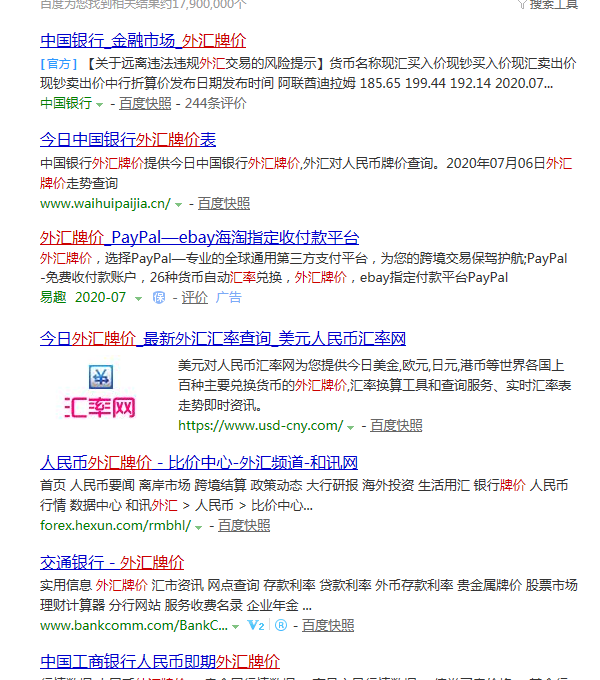 百度为您找到相关结果约17,900,000个
搜索工具
中国银行_金融市场_外汇牌价
[官方] 【关于远离违法违规外汇交易的风险提示】货币名称现汇买入价现钞买入价现汇卖出价
现钞卖出价中行折算价发布日期发布时间 阿联酋迪拉姆 185.65 199.44 192.14 2020.07...
中国银行 - 百度快照 - 244条评价
今日中国银行外汇牌价表
中国银行外汇牌价提供今日中国银行外汇牌价,外汇对人民币牌价查询。2020年07月06日外汇
牌价走势查询
www.waihuipaijia.cn/ - 百度快照
外汇牌价_PayPal—ebay海淘指定收付款平台
外汇牌价，选择PayPal—专业的全球通用第三方支付平台，为您的跨境交易保驾护航;PayPal
-免费收付款账户，26种货币自动汇率兑换，外汇牌价，ebay指定付款平台PayPal
易趣 2020-07 保 - 评价 广告
今日外汇牌价_最新外汇汇率查询_美元人民币汇率网
美元对人民币汇率网为您提供今日美金,欧元,日元,港币等世界各国上
百种主要兑换货币的外汇牌价,汇率换算工具和查询服务、实时汇率表
走势即时资讯。
汇率网
https://www.usd-cny.com/ - 百度快照
人民币外汇牌价 - 比价中心-外汇频道-和讯网
首页 人民币要闻 离岸市场 跨境结算 政策动态 大行研报 海外投资 生活用汇 银行牌价 人民币
行情 数据中心 和讯外汇 > 人民币 > 比价中心...
forex.hexun.com/rmbhl/ - 百度快照
交通银行 - 外汇牌价
实用信息 外汇牌价 汇市资讯 网点查询 存款利率 贷款利率 外币存款利率 贵金属牌价 股票市场
理财计算器 分行网站 服务收费名录 企业年金 ...
www.bankcomm.com/BankC... V2 ® - 百度快照
中国工商银行人民币即期外汇牌价